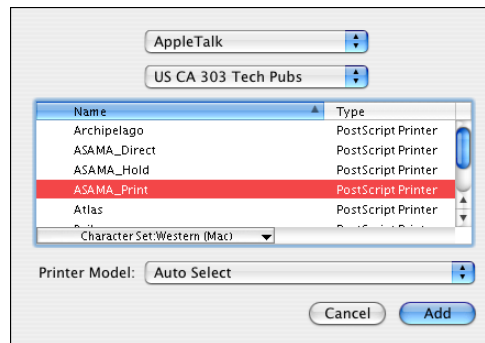 AppleTalk
US CA 303 Tech Pubs
Name Type
Archipelago PostScript Printer
ASAMA_Direct PostScript Printer
ASAMA_Hold PostScript Printer
ASAMA_Print PostScript Printer
Atlas PostScript Printer
Character Set:Western (Mac)
Printer Model: Auto Select
Cancel Add